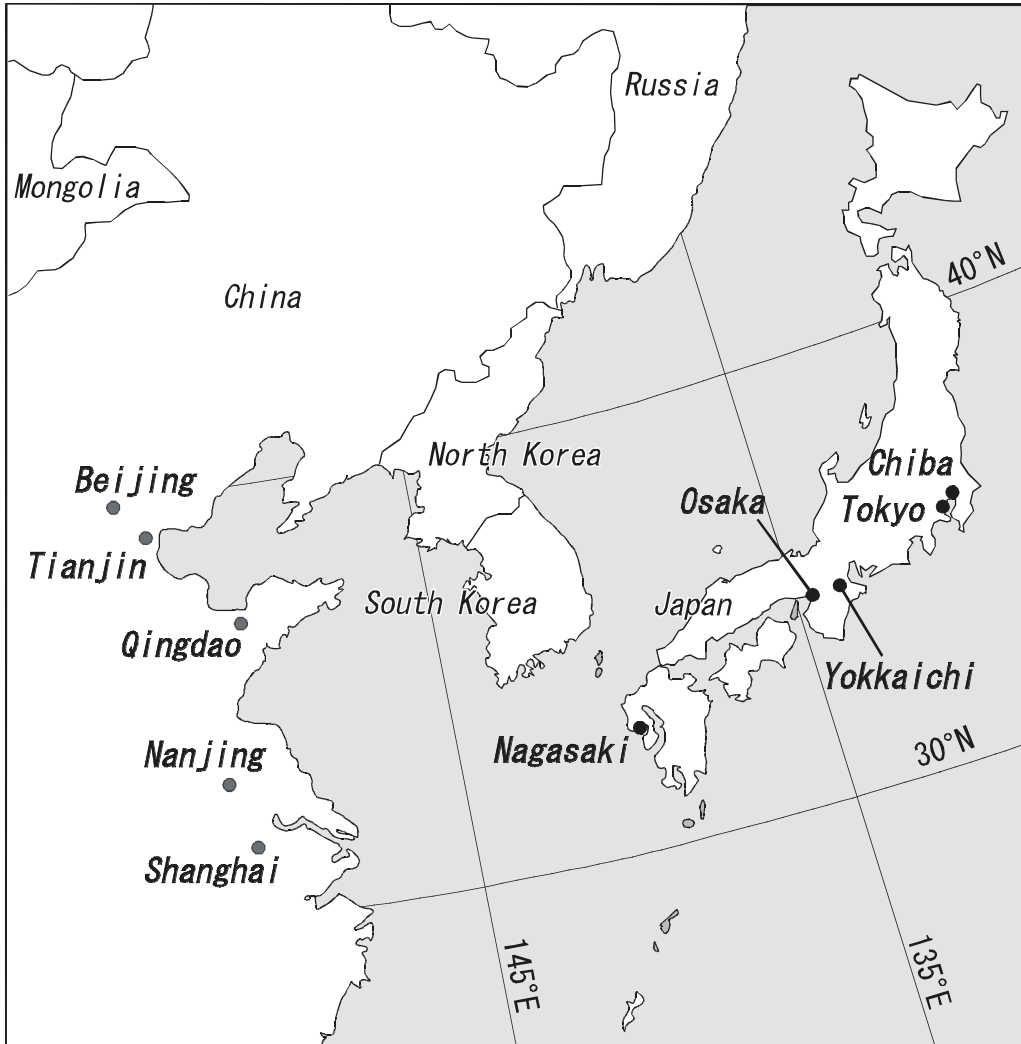 Russia
Mongolia
40°N
China
North Korea
Chiba
Beijing
Osaka
Tokyo
Tianjin
South Korea
Japan
Qingdao
Yokkaichi
Nanjing
Nagasaki
30°N
Shanghai
145°E
135°E